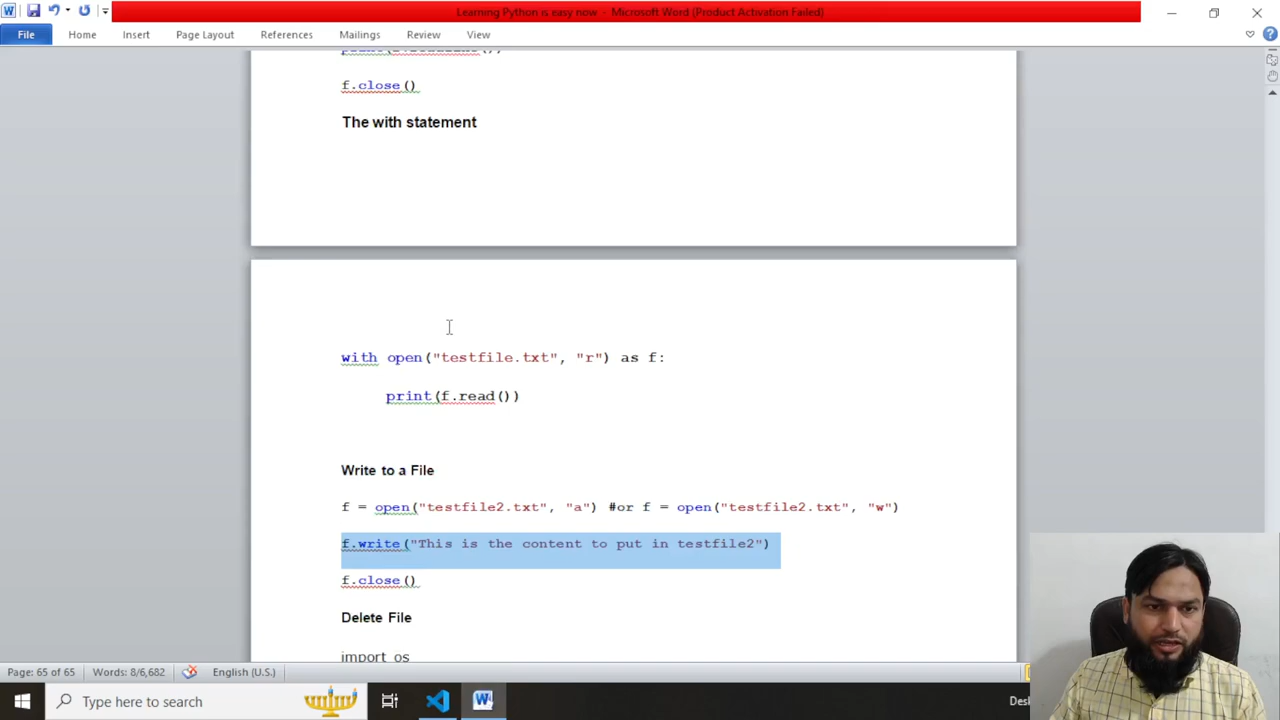 Learning Python is easy now - Microsoft Word (Product Activation Failed)
File Home Insert Page Layout References Mailings Review View
f.close()
The with statement
with open("testfile.txt", "r") as f:
print(f.read())
Write to a File
f = open("testfile2.txt", "a") #or f = open("testfile2.txt", "w")
f.write("This is the content to put in testfile2")
f.close()
Delete File
import os
Page: 65 of 65 Words: 8/6,682 English (U.S.)
Type here to search
Desk